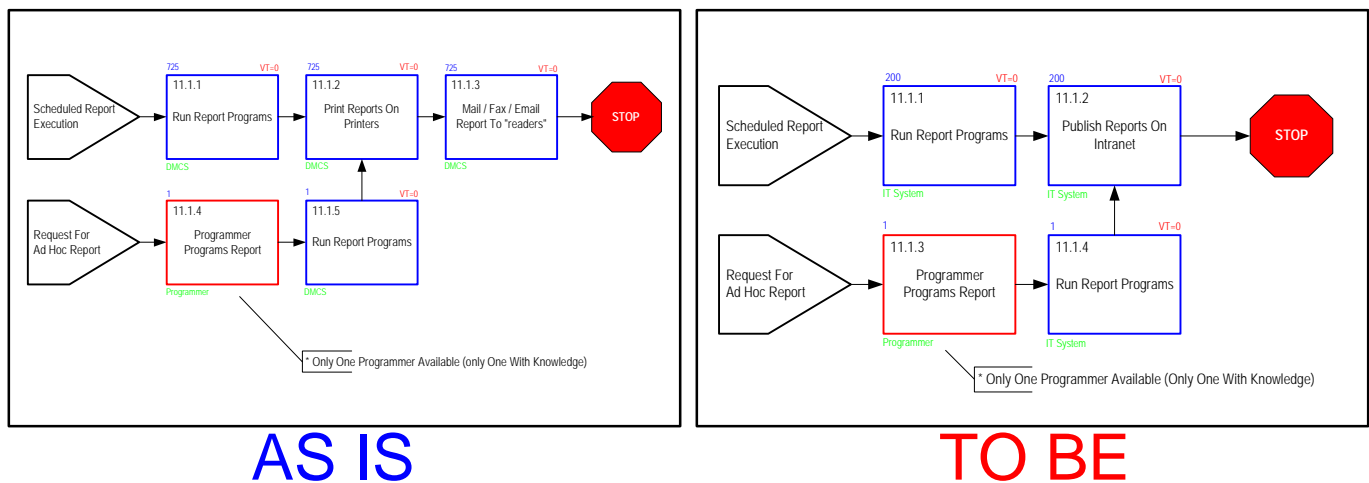 725
VT=0
11.1.1
Run Report Programs
DMCS
725
VT=0
11.1.2
Print Reports On
Printers
DMCS
725
VT=0
11.1.3
Mail / Fax / Email
Report To "readers"
Scheduled Report
Execution
STOP
Request For
Ad Hoc Report
1
11.1.4
Programmer
Programs Report
Programmer
1
VT=0
11.1.5
Run Report Programs
DMCS
* Only One Programmer Available (only One With Knowledge)
AS IS
Scheduled Report
Execution
200
VT=0
11.1.1
Run Report Programs
IT System
200
VT=0
11.1.2
Publish Reports On
Intranet
IT System
STOP
Request For
Ad Hoc Report
1
11.1.3
Programmer
Programs Report
Programmer
1
VT=0
11.1.4
Run Report Programs
IT System
* Only One Programmer Available (Only One With Knowledge)
TO BE